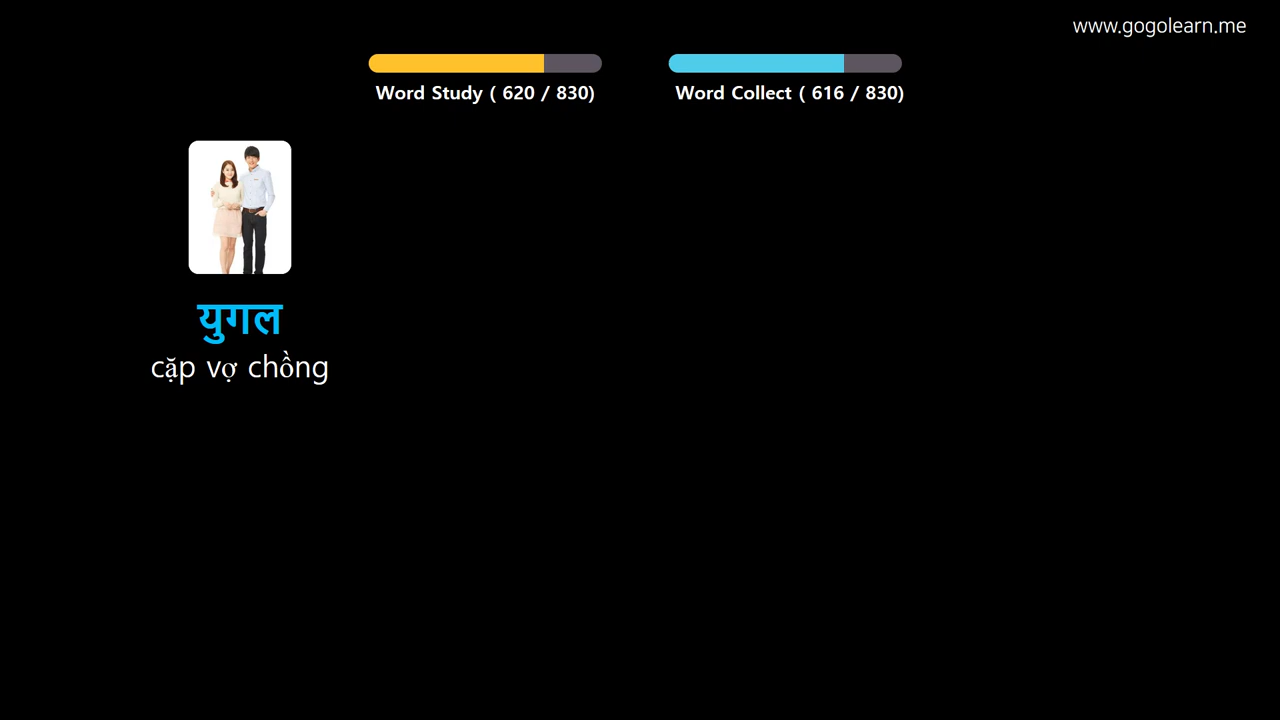 www.gogolearn.me
Word Study ( 620 / 830)
Word Collect ( 616 / 830)
युगल
cặp vợ chồng